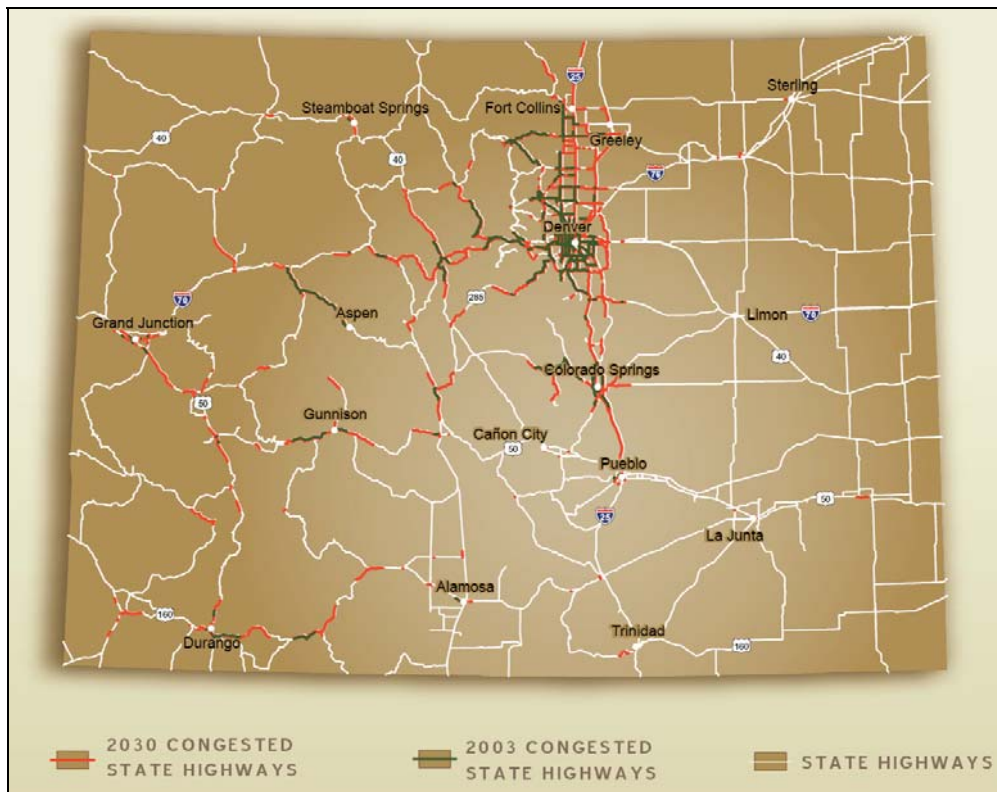 25
Sterling
Steamboat Springs
Fort Collins
40
Greeley
40
76
Denver
70
285
Grand Junction
Aspen
Limon
70
40
Colorado Springs
50
Gunnison
Cañon City
50
Pueblo
50
25
La Junta
Alamosa
160
Durango
Trinidad
160
2030 CONGESTED
STATE HIGHWAYS
2003 CONGESTED
STATE HIGHWAYS
STATE HIGHWAYS